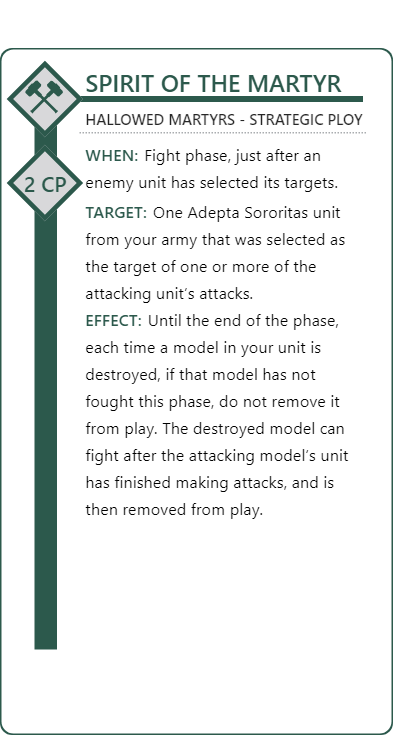 SPIRIT OF THE MARTYR
HALLOWED MARTYRS - STRATEGIC PLOY
2 CP
WHEN: Fight phase, just after an
enemy unit has selected its targets.
TARGET: One Adepta Sororitas unit
from your army that was selected as
the target of one or more of the
attacking unit's attacks.
EFFECT: Until the end of the phase,
each time a model in your unit is
destroyed, if that model has not
fought this phase, do not remove it
from play. The destroyed model can
fight after the attacking model's unit
has finished making attacks, and is
then removed from play.